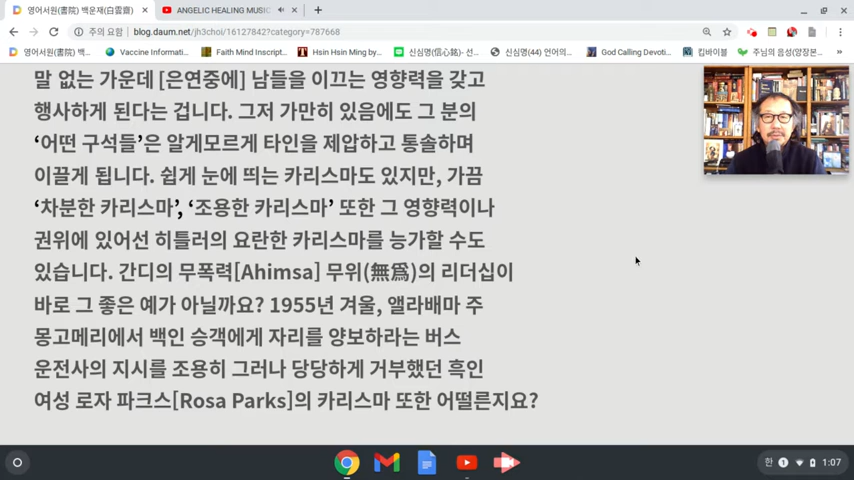 영어서원(書院) 백운재(白雲齋)
ANGELIC HEALING MUSIC
blog.daum.net/jh3choi/16127842?category=787668
영어서원(書院) 백...
Vaccine Informati...
Faith Mind Inscript...
Hsin Hsin Ming by...
신심명(信心銘)-...
신심명(44) 언어의...
God Calling Devoti...
킵바이블
주님의 음성(양장본...
말 없는 가운데 [은연중에] 남들을 이끄는 영향력을 갖고
행사하게 된다는 겁니다. 그저 가만히 있음에도 그 분의
‘어떤 구석들’은 알게모르게 타인을 제압하고 통솔하며
이끌게 됩니다. 쉽게 눈에 띄는 카리스마도 있지만, 가끔
‘차분한 카리스마’, ‘조용한 카리스마’ 또한 그 영향력이나
권위에 있어선 히틀러의 요란한 카리스마를 능가할 수도
있습니다. 간디의 무폭력[Ahimsa] 무위(無爲)의 리더십이
바로 그 좋은 예가 아닐까요? 1955년 겨울, 앨라배마 주
몽고메리에서 백인 승객에게 자리를 양보하라는 버스
운전사의 지시를 조용히 그러나 당당하게 거부했던 흑인
여성 로자 파크스[Rosa Parks]의 카리스마 또한 어떨른지요?
한
1
1:07